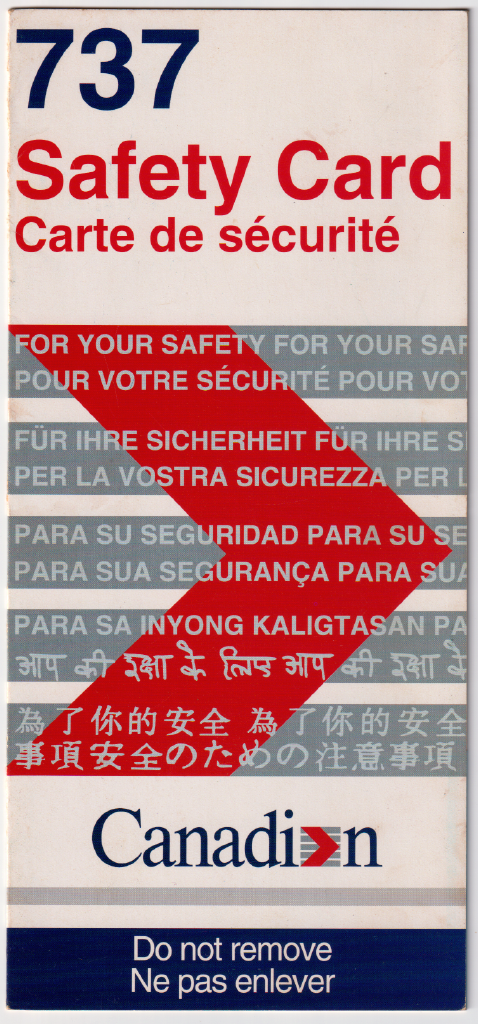 737
Safety Card
Carte de sécurité
FOR YOUR SAFETY FOR YOUR SAF
POUR VOTRE SÉCURITÉ POUR VOT
FÜR IHRE SICHERHEIT FÜR IHRE S
PER LA VOSTRA SICUREZZA PER L
PARA SU SEGURIDAD PARA SU SE
PARA SUA SEGURANÇA PARA SUA
PARA SA INYONG KALIGTASAN PA
आप की रक्षा के लिए आप की रक्षा के
為了你的安全 為了你的安全
事項安全のための注意事項
Canadi n
Do not remove
Ne pas enlever